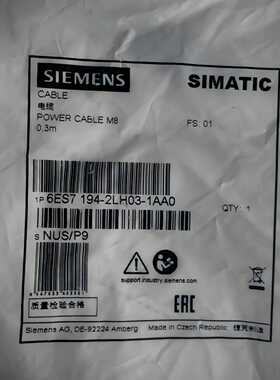 SIEMENS
SIMATIC
CABLE
电缆
POWER CABLE M8
FS: 01
0,3m
1P 6ES7 194-2LH03-1AA0
QTY: 1
S NUS/P9
support.industry.siemens.com
质量检验合格
EAC
Siemens AG, DE-92224 Amberg
Made in Czech Republic